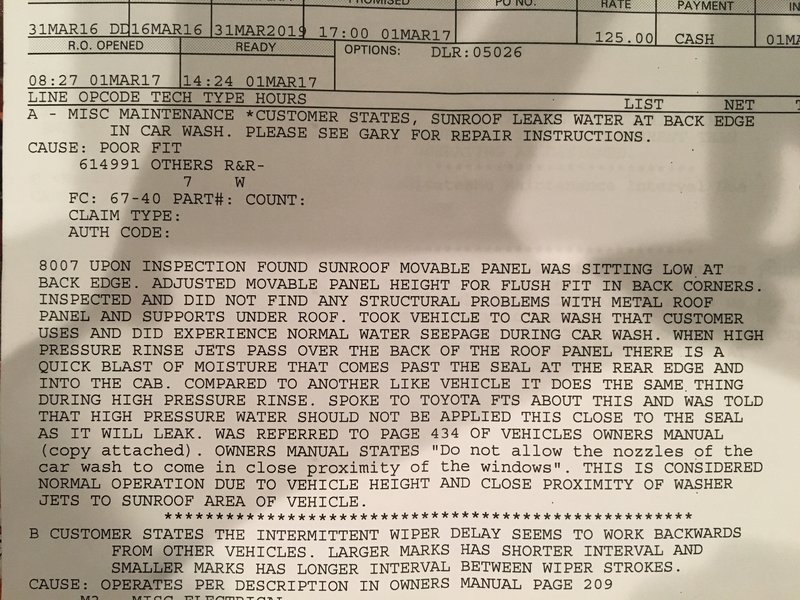 PROMISED PO NO. RATE PAYMENT
31MAR16 DD 16MAR16 31MAR2019 17:00 01MAR17 125.00 CASH 01MA
R.O. OPENED READY OPTIONS: DLR:05026
08:27 01MAR17 14:24 01MAR17
LINE OPCODE TECH TYPE HOURS LIST NET
A - MISC MAINTENANCE *CUSTOMER STATES, SUNROOF LEAKS WATER AT BACK EDGE
IN CAR WASH. PLEASE SEE GARY FOR REPAIR INSTRUCTIONS.
CAUSE: POOR FIT
614991 OTHERS R&R-
7 W
FC: 67-40 PART#: COUNT:
CLAIM TYPE:
AUTH CODE:
8007 UPON INSPECTION FOUND SUNROOF MOVABLE PANEL WAS SITTING LOW AT
BACK EDGE. ADJUSTED MOVABLE PANEL HEIGHT FOR FLUSH FIT IN BACK CORNERS.
INSPECTED AND DID NOT FIND ANY STRUCTURAL PROBLEMS WITH METAL ROOF
PANEL AND SUPPORTS UNDER ROOF. TOOK VEHICLE TO CAR WASH THAT CUSTOMER
USES AND DID EXPERIENCE NORMAL WATER SEEPAGE DURING CAR WASH. WHEN HIGH
PRESSURE RINSE JETS PASS OVER THE BACK OF THE ROOF PANEL THERE IS A
QUICK BLAST OF MOISTURE THAT COMES PAST THE SEAL AT THE REAR EDGE AND
INTO THE CAB. COMPARED TO ANOTHER LIKE VEHICLE IT DOES THE SAME THING
DURING HIGH PRESSURE RINSE. SPOKE TO TOYOTA FTS ABOUT THIS AND WAS TOLD
THAT HIGH PRESSURE WATER SHOULD NOT BE APPLIED THIS CLOSE TO THE SEAL
AS IT WILL LEAK. WAS REFERRED TO PAGE 434 OF VEHICLES OWNERS MANUAL
(copy attached). OWNERS MANUAL STATES "Do not allow the nozzles of the
car wash to come in close proximity of the windows". THIS IS CONSIDERED
NORMAL OPERATION DUE TO VEHICLE HEIGHT AND CLOSE PROXIMITY OF WASHER
JETS TO SUNROOF AREA OF VEHICLE.
***************************************************
B CUSTOMER STATES THE INTERMITTENT WIPER DELAY SEEMS TO WORK BACKWARDS
FROM OTHER VEHICLES. LARGER MARKS HAS SHORTER INTERVAL AND
SMALLER MARKS HAS LONGER INTERVAL BETWEEN WIPER STROKES.
CAUSE: OPERATES PER DESCRIPTION IN OWNERS MANUAL PAGE 209
MISC ELECTRICAL